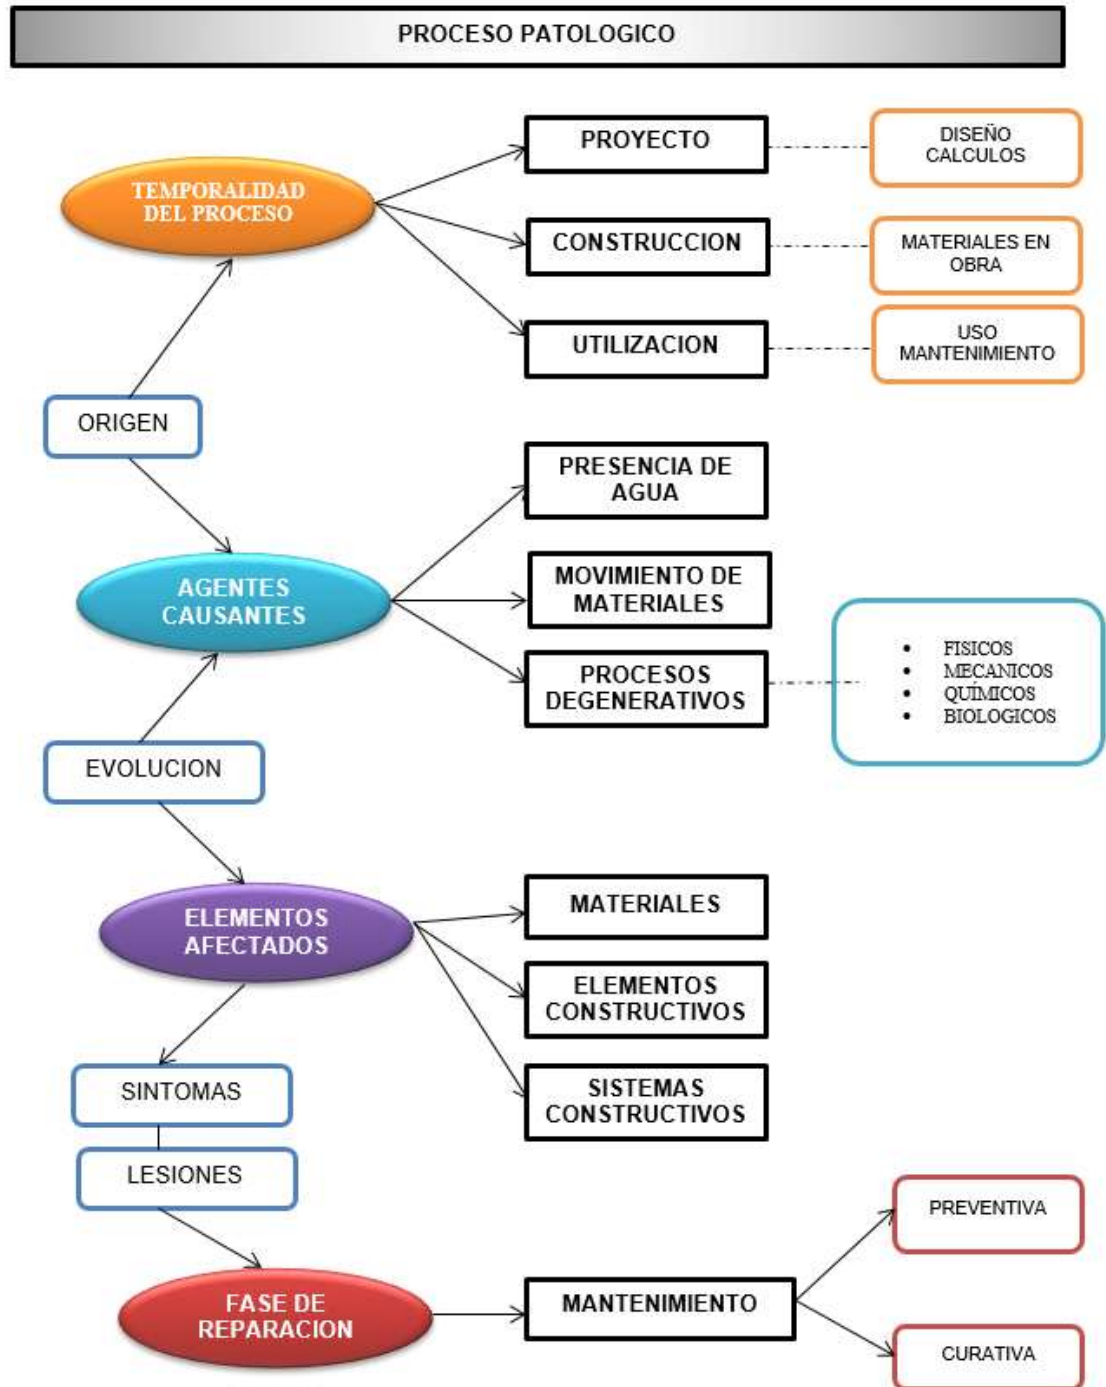 PROCESO PATOLOGICO
TEMPORALIDAD
DEL PROCESO
PROYECTO
DISEÑO
CALCULOS
CONSTRUCCION
MATERIALES EN
OBRA
UTILIZACION
USO
MANTENIMIENTO
ORIGEN
AGENTES
CAUSANTES
PRESENCIA DE
AGUA
MOVIMIENTO DE
MATERIALES
PROCESOS
DEGENERATIVOS
• FISICOS
• MECANICOS
• QUÍMICOS
• BIOLOGICOS
EVOLUCION
ELEMENTOS
AFECTADOS
MATERIALES
ELEMENTOS
CONSTRUCTIVOS
SISTEMAS
CONSTRUCTIVOS
SINTOMAS
LESIONES
FASE DE
REPARACION
MANTENIMIENTO
PREVENTIVA
CURATIVA